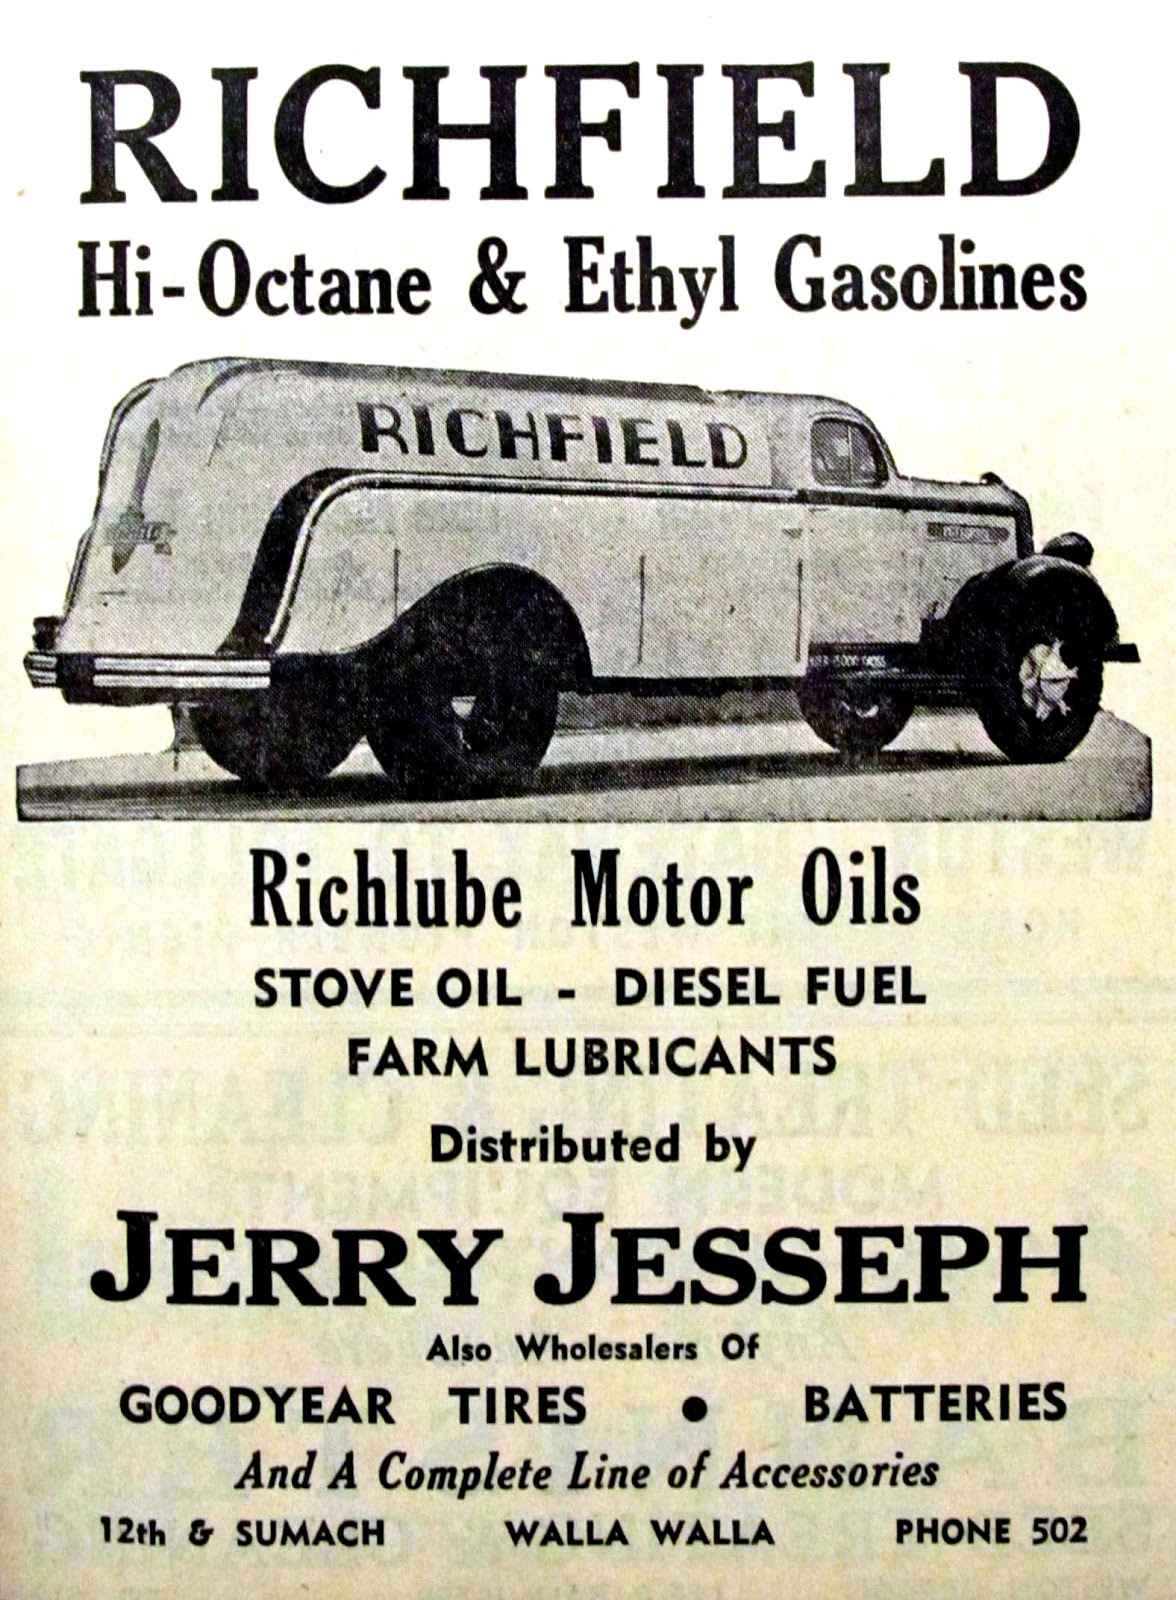 RICHFIELD
Hi-Octane & Ethyl Gasolines
RICHFIELD
Richlube Motor Oils
STOVE OIL - DIESEL FUEL
FARM LUBRICANTS
Distributed by
JERRY JESSEPH
Also Wholesalers Of
GOODYEAR TIRES • BATTERIES
And A Complete Line of Accessories
12th & SUMACH WALLA WALLA PHONE 502